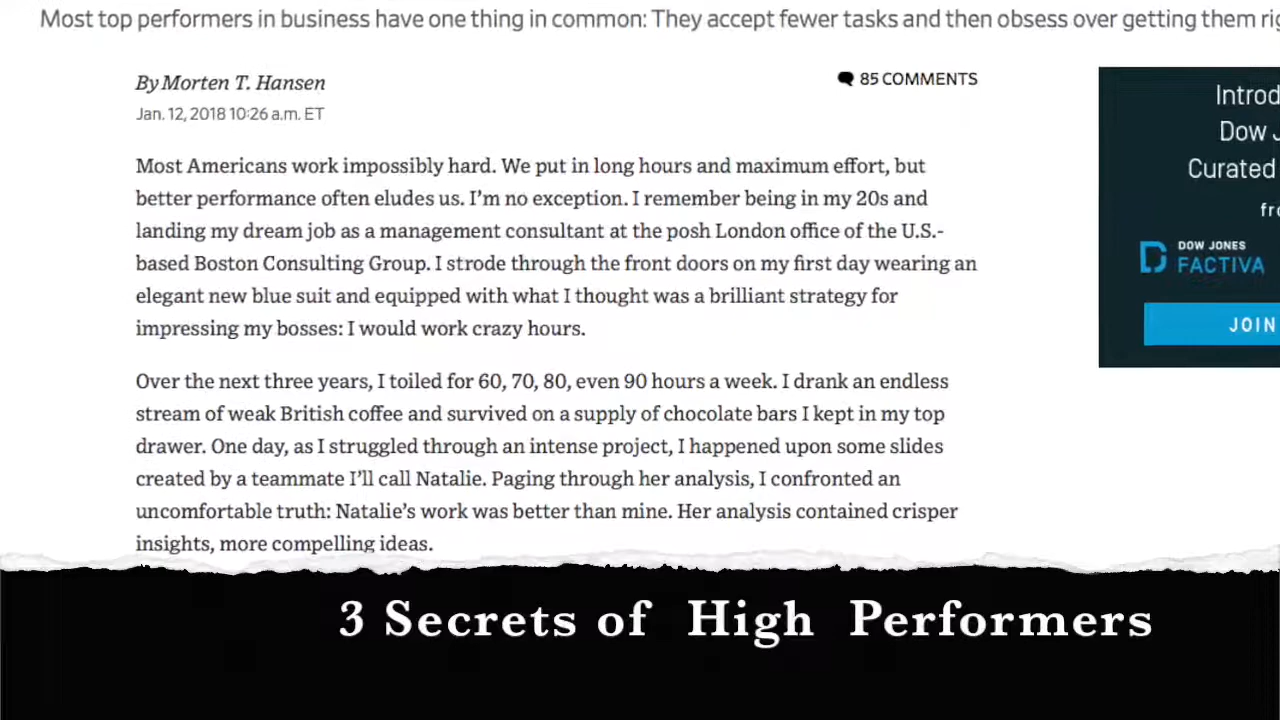 Most top performers in business have one thing in common: They accept fewer tasks and then obsess over getting them
By Morten T. Hansen
85 COMMENTS
Jan. 12, 2018 10:26 a.m. ET
Most Americans work impossibly hard. We put in long hours and maximum effort, but
better performance often eludes us. I'm no exception. I remember being in my 20s and
landing my dream job as a management consultant at the posh London office of the U.S.-
based Boston Consulting Group. I strode through the front doors on my first day wearing an
elegant new blue suit and equipped with what I thought was a brilliant strategy for
impressing my bosses: I would work crazy hours.
Over the next three years, I toiled for 60, 70, 80, even 90 hours a week. I drank an endless
stream of weak British coffee and survived on a supply of chocolate bars I kept in my top
drawer. One day, as I struggled through an intense project, I happened upon some slides
created by a teammate I'll call Natalie. Paging through her analysis, I confronted an
uncomfortable truth: Natalie's work was better than mine. Her analysis contained crisper
insights, more compelling ideas.
Dow
Curated
DOW JONES
FACTIVA
JOIN
3 Secrets of High Performers